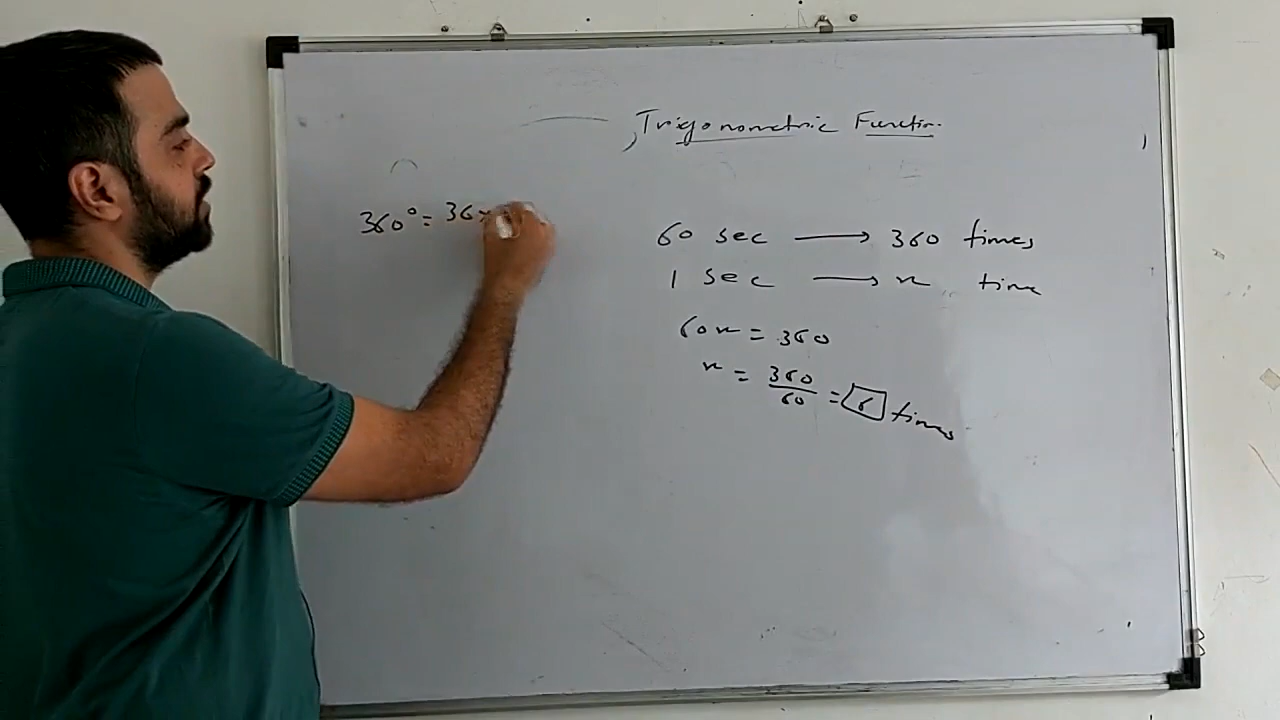 Trigonometric Function.
360° = 36
60 sec → 360 times
1 sec → x time
60x = 360
x = 360/60 = 6 times